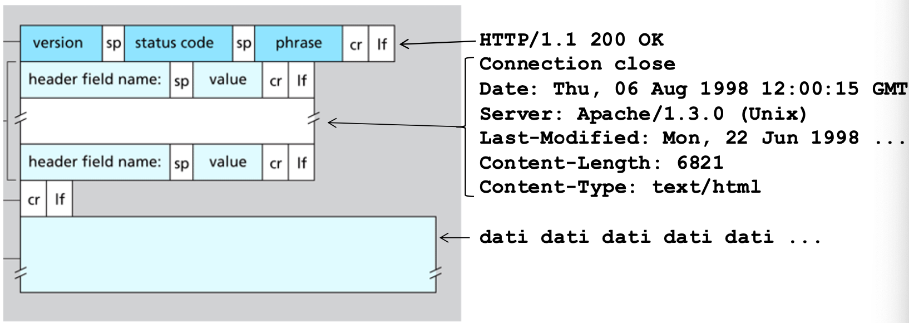 version sp status code sp phrase cr lf
header field name: sp value cr lf
header field name: sp value cr lf
cr lf
HTTP/1.1 200 OK
Connection close
Date: Thu, 06 Aug 1998 12:00:15 GMT
Server: Apache/1.3.0 (Unix)
Last-Modified: Mon, 22 Jun 1998 ...
Content-Length: 6821
Content-Type: text/html
dati dati dati dati dati ...